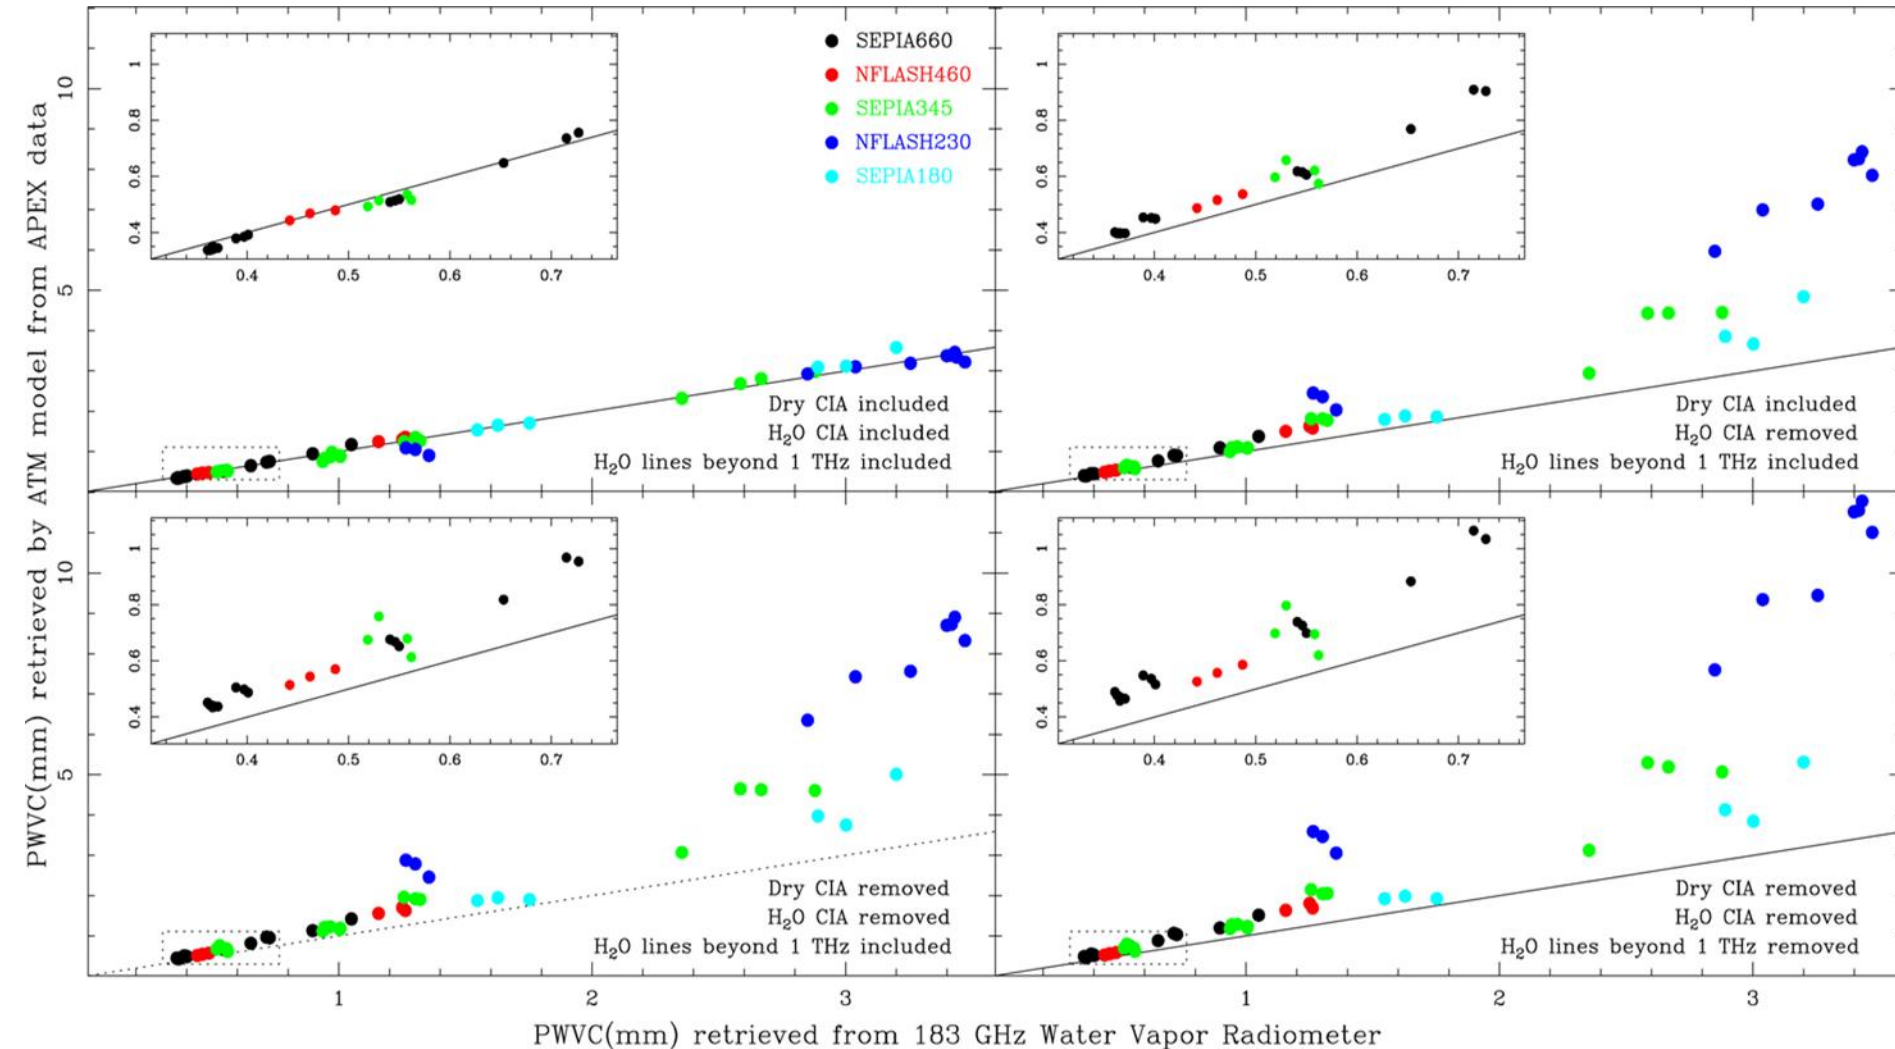 PWVC(mm) retrieved by ATM model from APEX data
10
5
10
5
1
0.8
0.6
0.4
0.4
0.5
0.6
0.7
SEPIA660
NFLASH460
SEPIA345
NFLASH230
SEPIA180
Dry CIA included
H₂O CIA included
H₂O lines beyond 1 THz included
1
0.8
0.6
0.4
0.4
0.5
0.6
0.7
Dry CIA included
H₂O CIA removed
H₂O lines beyond 1 THz included
1
0.8
0.6
0.4
0.4
0.5
0.6
0.7
Dry CIA removed
H₂O CIA removed
H₂O lines beyond 1 THz included
1
0.8
0.6
0.4
0.4
0.5
0.6
0.7
Dry CIA removed
H₂O CIA removed
H₂O lines beyond 1 THz removed
1
2
3
1
2
3
PWVC(mm) retrieved from 183 GHz Water Vapor Radiometer